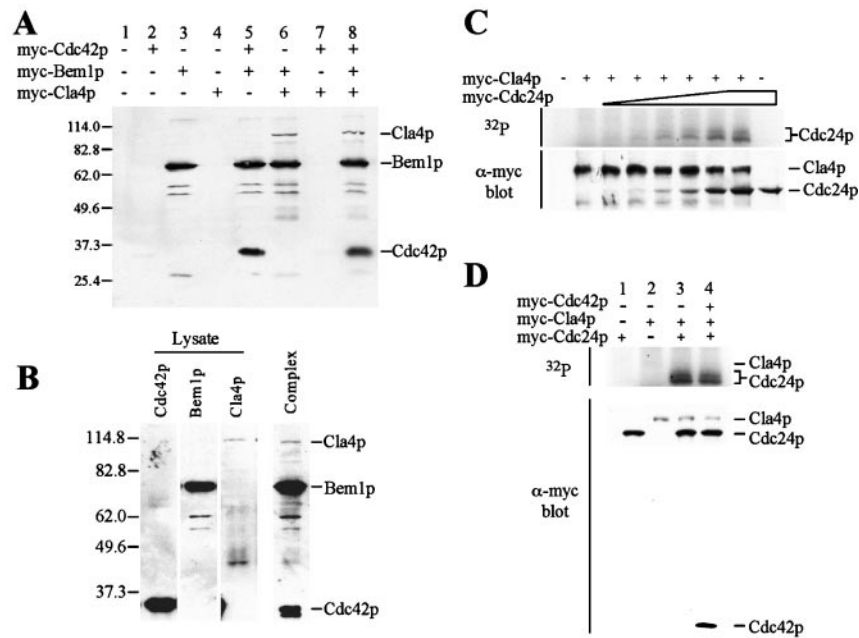 A
1 2 3 4 5 6 7 8
myc-Cdc42p - + - - + - + +
myc-Bem1p - - + - + + - +
myc-Cla4p - - - + - + + +
114.0
82.8
49.6
37.3
25.4
Cla4p
Bem1p
Cdc42p
B
Lysate
Cdc42p
Bem1p
Cla4p
Complex
114.8
82.8
62.0
49.6
37.3
Cla4p
Bem1p
Cdc42p
C
myc-Cla4p - + + + + + + + -
myc-Cdc24p
32P
Cdc24p
α-myc
blot
Cla4p
Cdc24p
D
1 2 3 4
myc-Cdc42p - - - +
myc-Cla4p - + + +
myc-Cdc24p + - + +
32P
Cla4p
Cdc24p
α-myc
blot
Cla4p
Cdc24p
Cdc42p